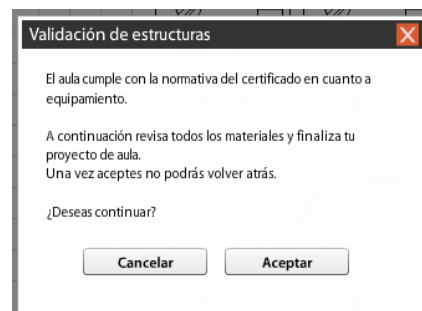 Validación de estructuras
El aula cumple con la normativa del certificado en cuanto a
equipamiento.
A continuación revisa todos los materiales y finaliza tu
proyecto de aula.
Una vez aceptes no podrás volver atrás.
¿Deseas continuar?
Cancelar
Aceptar